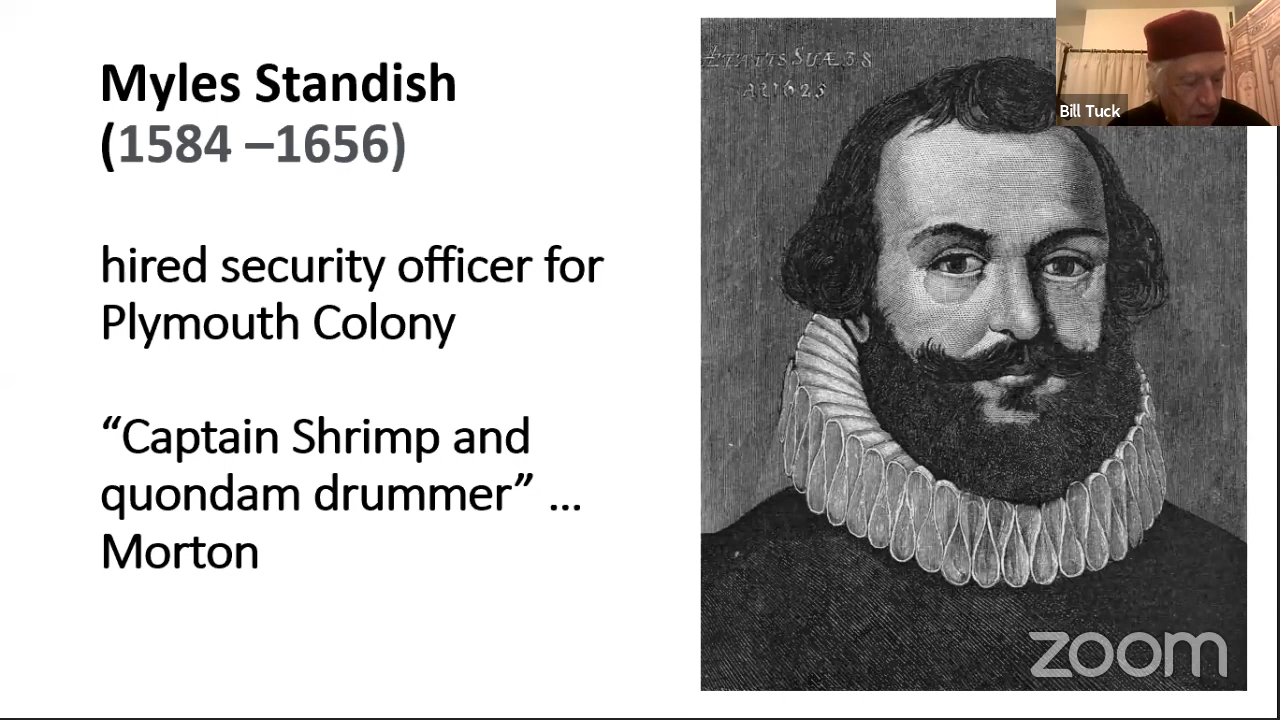 Myles Standish
(1584 –1656)
hired security officer for
Plymouth Colony
“Captain Shrimp and
quondam drummer” ...
Morton
ÆTATIS SUÆ 38
Bill Tuck
zoom